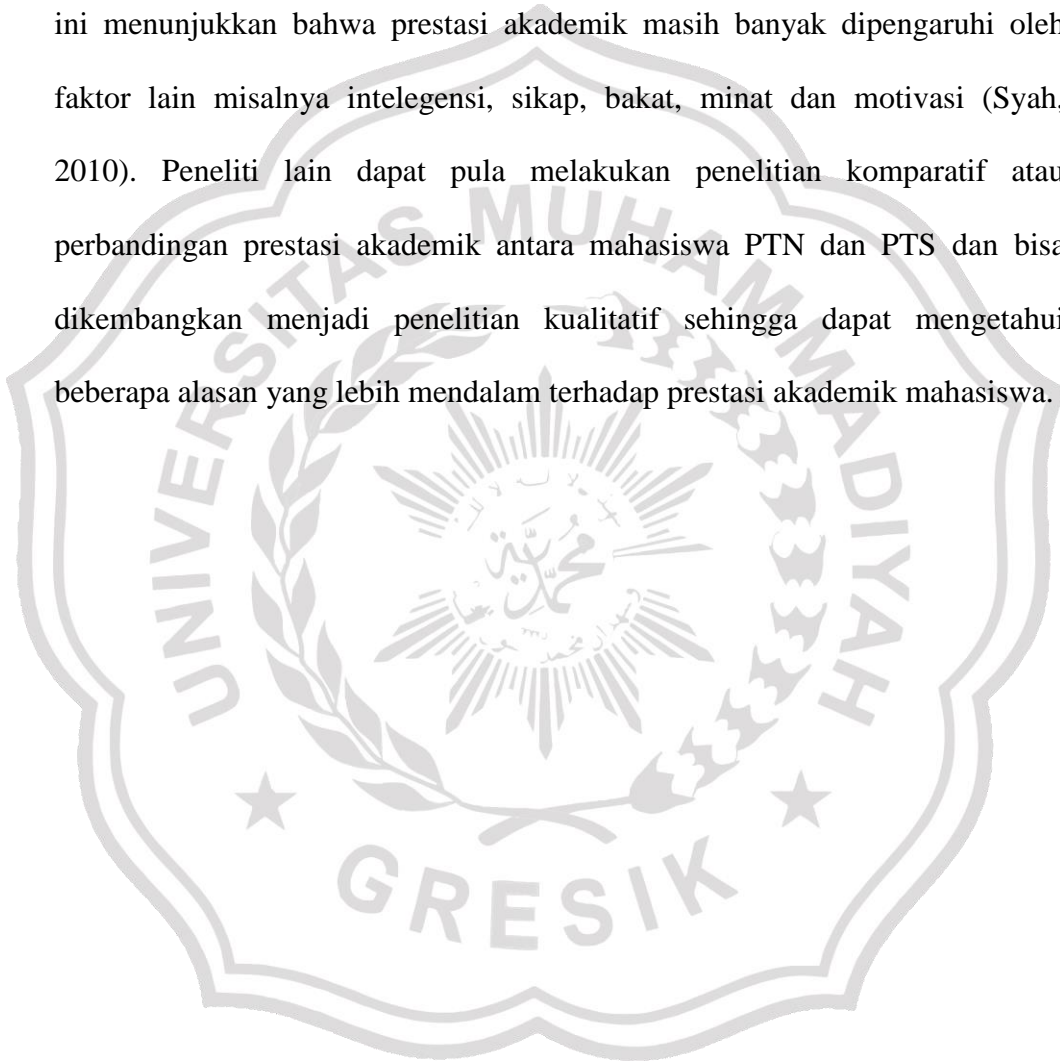 ini menunjukkan bahwa prestasi akademik masih banyak dipengaruhi oleh
faktor lain misalnya intelegensi, sikap, bakat, minat dan motivasi (Syah,
2010). Peneliti lain dapat pula melakukan penelitian komparatif atau
perbandingan prestasi akademik antara mahasiswa PTN dan PTS dan bisa
dikembangkan menjadi penelitian kualitatif sehingga dapat mengetahui
beberapa alasan yang lebih mendalam terhadap prestasi akademik mahasiswa.
UNIVERSITAS MUHAMMADIYAH
GRESIK